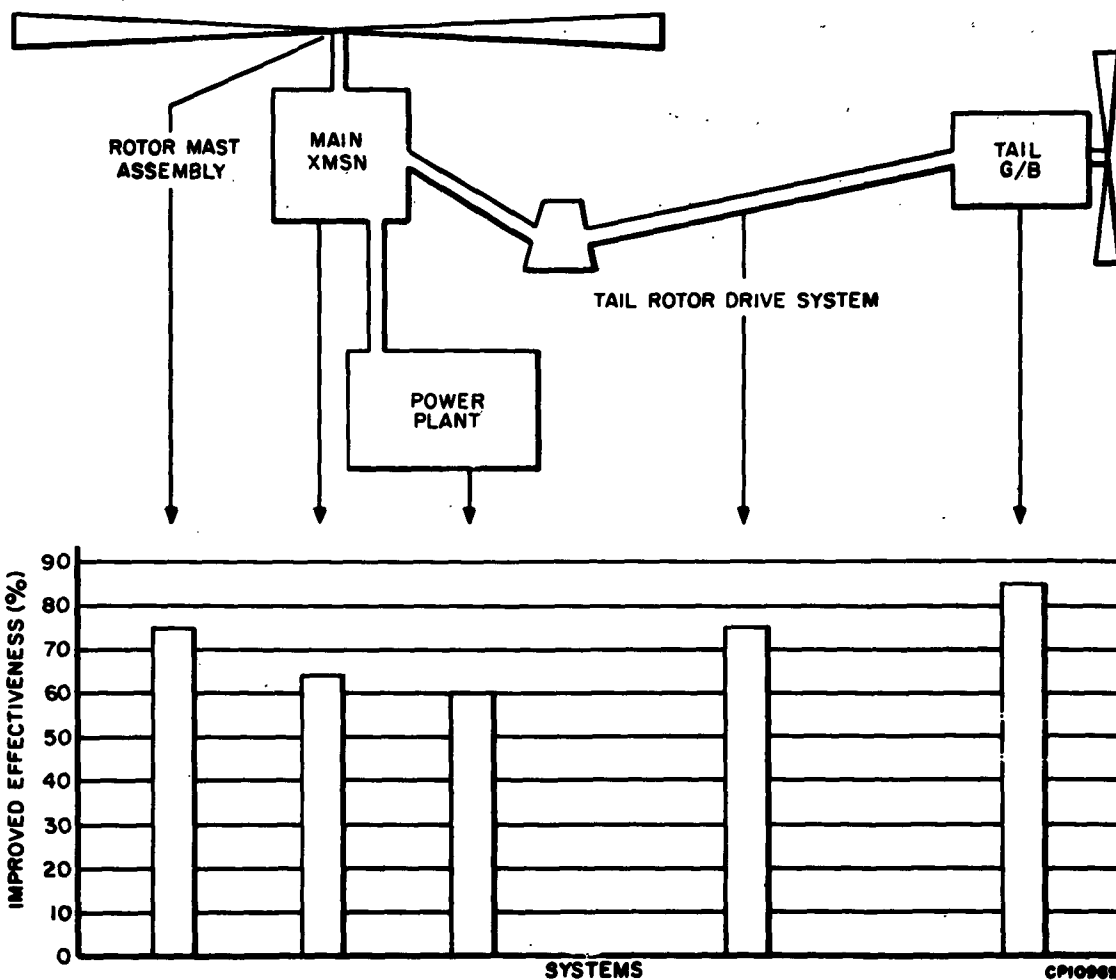 ROTOR MAST
ASSEMBLY
MAIN
XMSN
TAIL
G/B
TAIL ROTOR DRIVE SYSTEM
POWER
PLANT
IMPROVED EFFECTIVENESS (%)
90
80
70
60
50
40
30
20
10
0
SYSTEMS